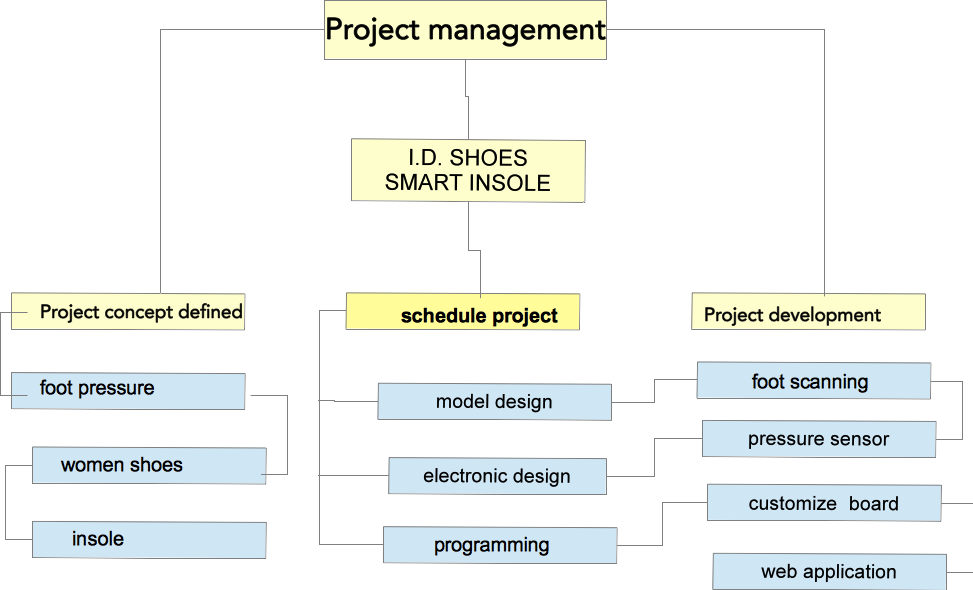 Project management
I.D. SHOES
SMART INSOLE
Project concept defined
foot pressure
women shoes
insole
schedule project
model design
electronic design
programming
Project development
foot scanning
pressure sensor
customize board
web application